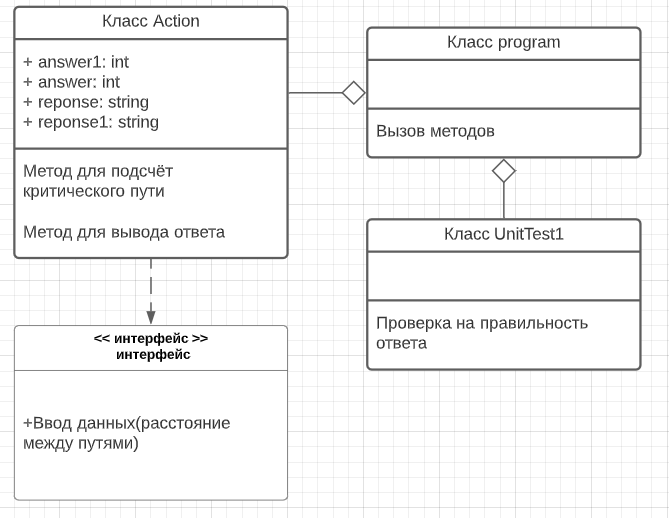 Класс Action
+ answer1: int
+ answer: int
+ reponse: string
+ reponse1: string
Метод для подсчёт
критического пути
Метод для вывода ответа
<< интерфейс >>
интерфейс
+Ввод данных(расстояние
между путями)
Класс program
Вызов методов
Класс UnitTest1
Проверка на правильность
ответа